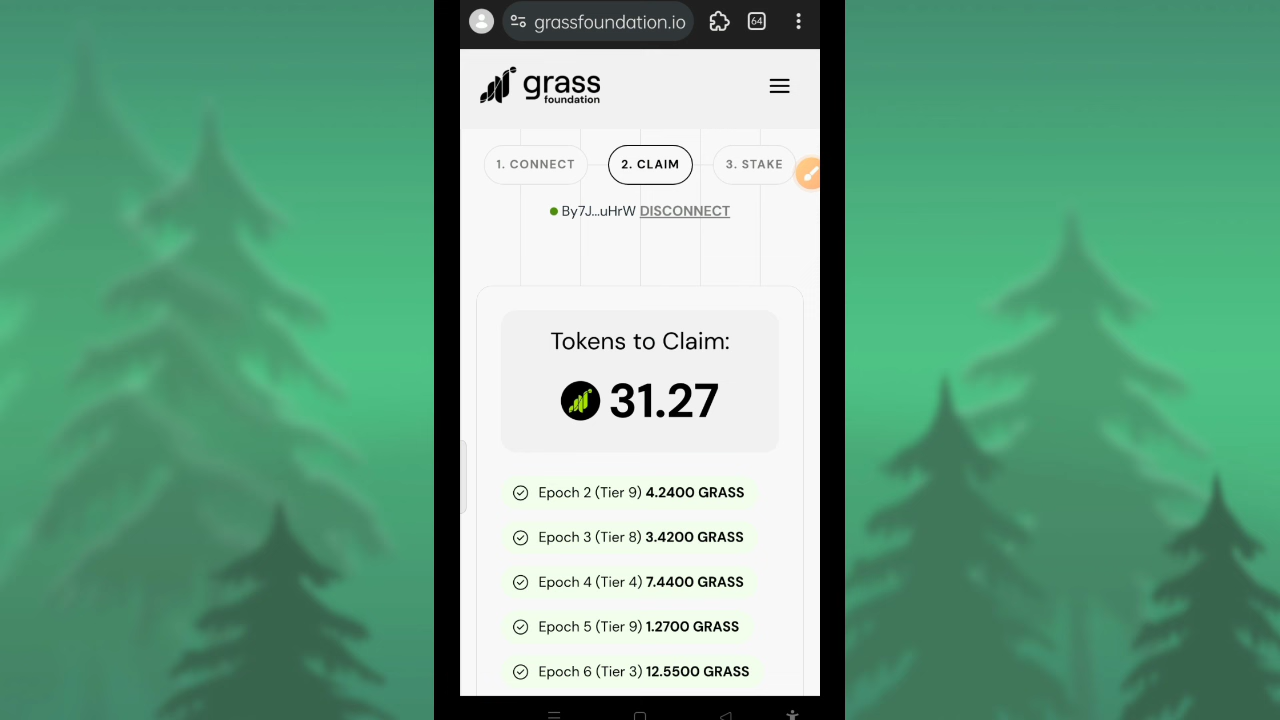 grassfoundation.io
64
grass
foundation
1. CONNECT
2. CLAIM
3. STAKE
By7J...uHrW DISCONNECT
Tokens to Claim:
31.27
Epoch 2 (Tier 9) 4.2400 GRASS
Epoch 3 (Tier 8) 3.4200 GRASS
Epoch 4 (Tier 4) 7.4400 GRASS
Epoch 5 (Tier 9) 1.2700 GRASS
Epoch 6 (Tier 3) 12.5500 GRASS